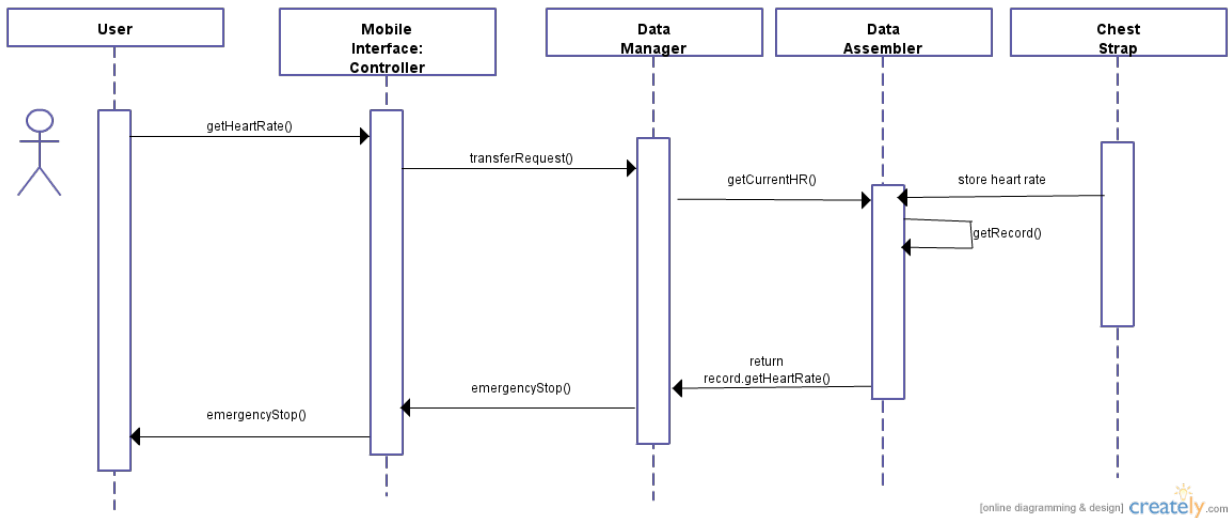 User
Mobile
Interface:
Controller
Data
Manager
Data
Assembler
Chest
Strap
getHeartRate()
transferRequest()
getCurrentHR()
store heart rate
getRecord()
return
record.getHeartRate()
emergencyStop()
emergencyStop()
[online diagramming & design] creately.com